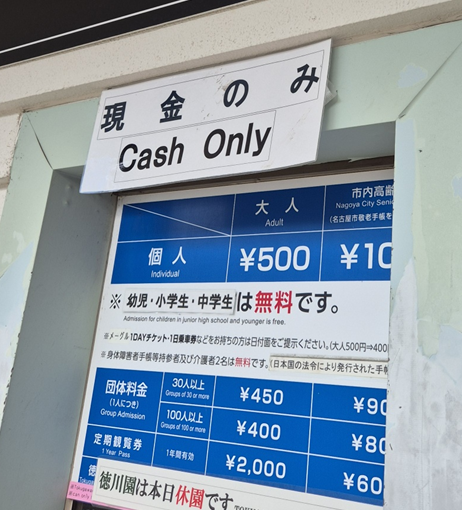 現金のみ
Cash Only
大人 市内高齢
Adult Nagoya City Seni
(名古屋市敬老手帳を
個人 ¥500 ¥10
Individual
※ 幼児・小学生・中学生は無料です。
Admission for children in junior high school and younger is free.
※メーグル1DAYチケット・1日乗車券などをお持ちの方は日付面をご提示ください。(大人500円⇒400
※身体障害者手帳等持参者及び介護者2名は無料です。(日本国の法令により発行された手帳
団体料金 30人以上 ¥450 ¥90
(1人につき) Groups of 30 or more
Group Admission 100人以上 ¥400 ¥80
Groups of 100 or more
定期観覧券 1年間有効 ¥2,000 ¥60
1 Year Pass
徳川園は本日休園です